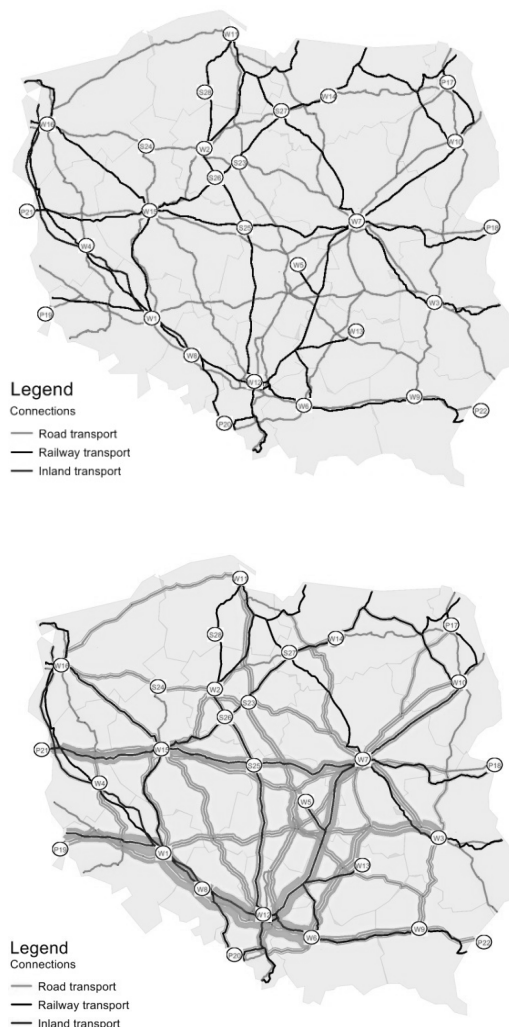 W11
P17
S28
W14
S27
W16
W10
S24
W2
S23
S26
P21
W15
W7
S25
P18
W4
W5
P19
W1
W3
W13
W8
W12
W9
W6
P22
P20
Legend
Connections
Road transport
Railway transport
Inland transport
W11
S28
P17
W14
S27
W16
W10
S24
W2
S23
S26
P21
W15
W7
S25
P18
W4
W5
P19
W1
W3
W13
W8
W12
W9
W6
P22
P20
Legend
Connections
Road transport
Railway transport
Inland transport